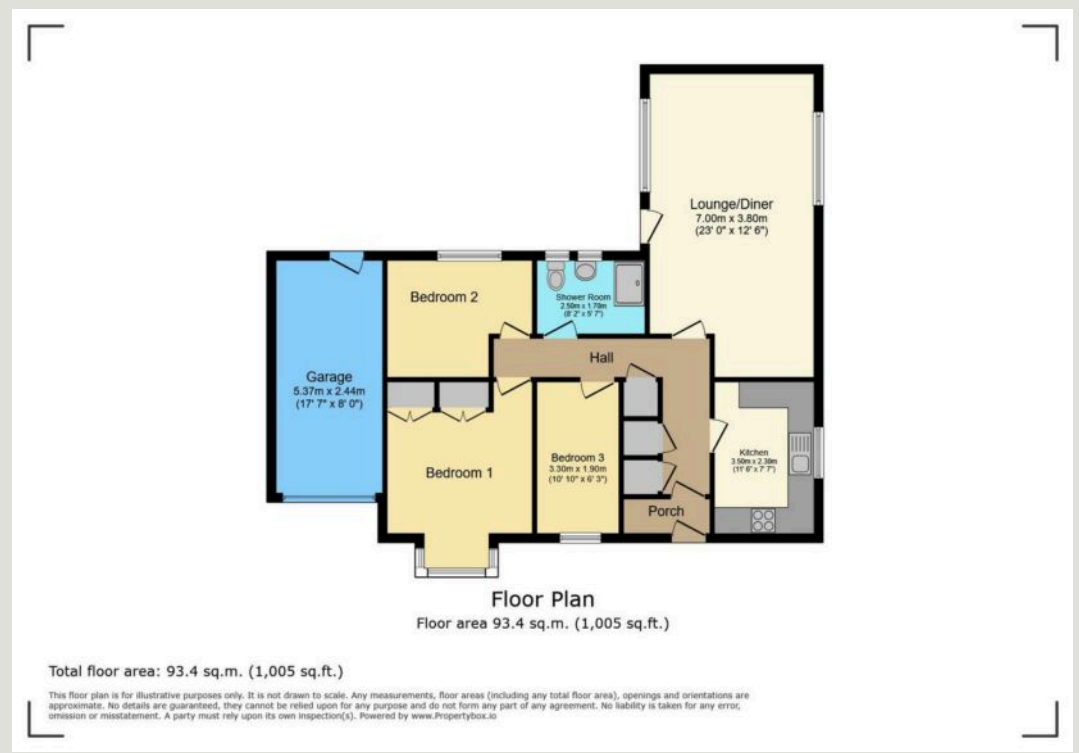 Lounge/Diner
7.00m x 3.80m
(23' 0" x 12' 6")
Bedroom 2
Shower Room
2.50m x 1.70m
(8' 2" x 5' 7")
Hall
Garage
5.37m x 2.44m
(17' 7" x 8' 0")
Bedroom 1
Bedroom 3
3.30m x 1.90m
(10' 10" x 6' 3")
Kitchen
3.50m x 2.30m
(11' 6" x 7' 7")
Porch
Floor Plan
Floor area 93.4 sq.m. (1,005 sq.ft.)
Total floor area: 93.4 sq.m. (1,005 sq.ft.)
This floor plan is for illustrative purposes only. It is not drawn to scale. Any measurements, floor areas (including any total floor area), openings and orientations are
approximate. No details are guaranteed, they cannot be relied upon for any purpose and do not form any part of any agreement. No liability is taken for any error,
omission or misstatement. A party must rely upon its own inspection(s). Powered by www.Propertybox.io